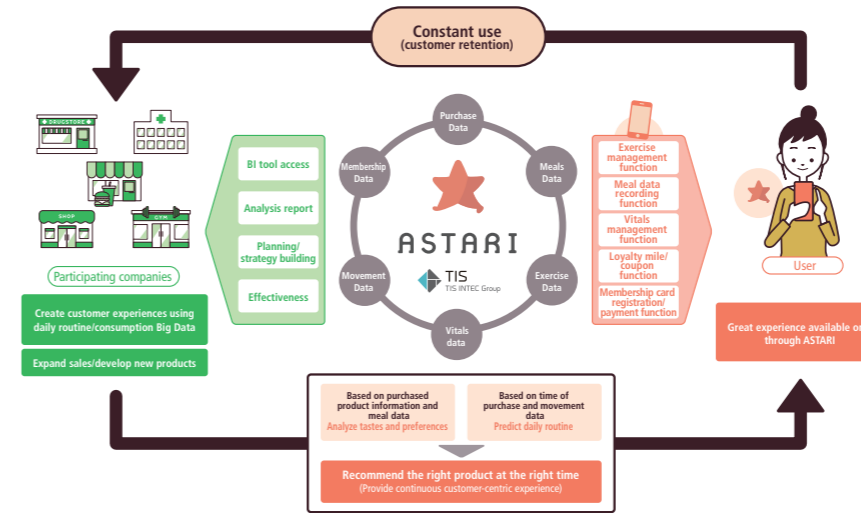 Constant use
(customer retention)
DRUGSTORE
SHOP
GYM
Participating companies
Create customer experiences using
daily routine/consumption Big Data
Expand sales/develop new products
BI tool access
Analysis report
Planning/
strategy building
Effectiveness
Purchase
Data
Membership
Data
Meals
Data
ASTARI
TIS
TIS INTEC Group
Movement
Data
Exercise
Data
Vitals
data
Exercise
management
function
Meal data
recording
function
Vitals
management
function
Loyalty mile/
coupon
function
Membership card
registration/
payment function
User
Great experience available on
through ASTARI
Based on purchased
product information and
meal data
Analyze tastes and preferences
Based on time of
purchase and movement
data
Predict daily routine
Recommend the right product at the right time
(Provide continuous customer-centric experience)